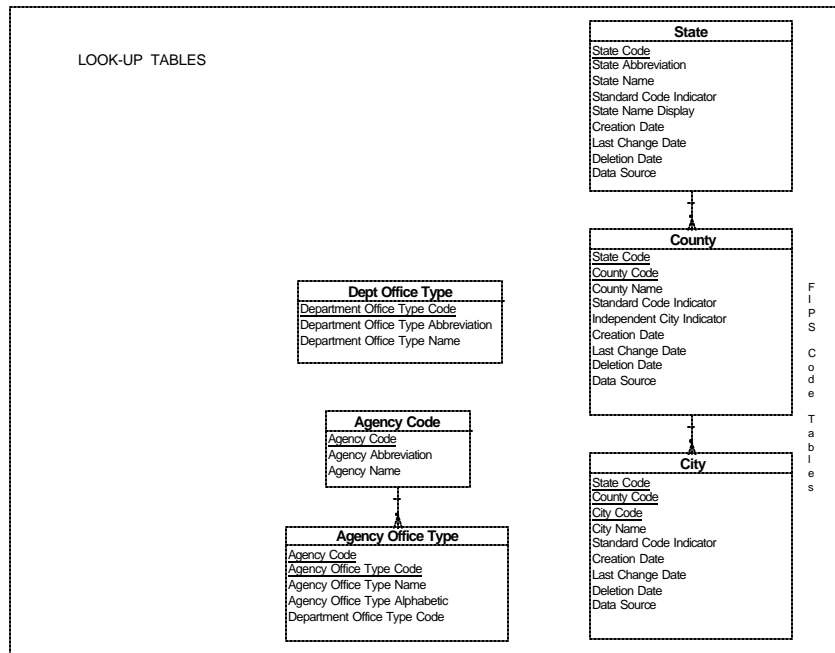 LOOK-UP TABLES
State
State Code
State Abbreviation
State Name
Standard Code Indicator
State Name Display
Creation Date
Last Change Date
Deletion Date
Data Source
County
State Code
County Code
County Name
Standard Code Indicator
Independent City Indicator
Creation Date
Last Change Date
Deletion Date
Data Source
FIPS Code Tables
Dept Office Type
Department Office Type Code
Department Office Type Abbreviation
Department Office Type Name
Agency Code
Agency Code
Agency Abbreviation
Agency Name
Agency Office Type
Agency Code
Agency Office Type Code
Agency Office Type Name
Agency Office Type Alphabetic
Department Office Type Code
City
State Code
County Code
City Code
City Name
Standard Code Indicator
Creation Date
Last Change Date
Deletion Date
Data Source